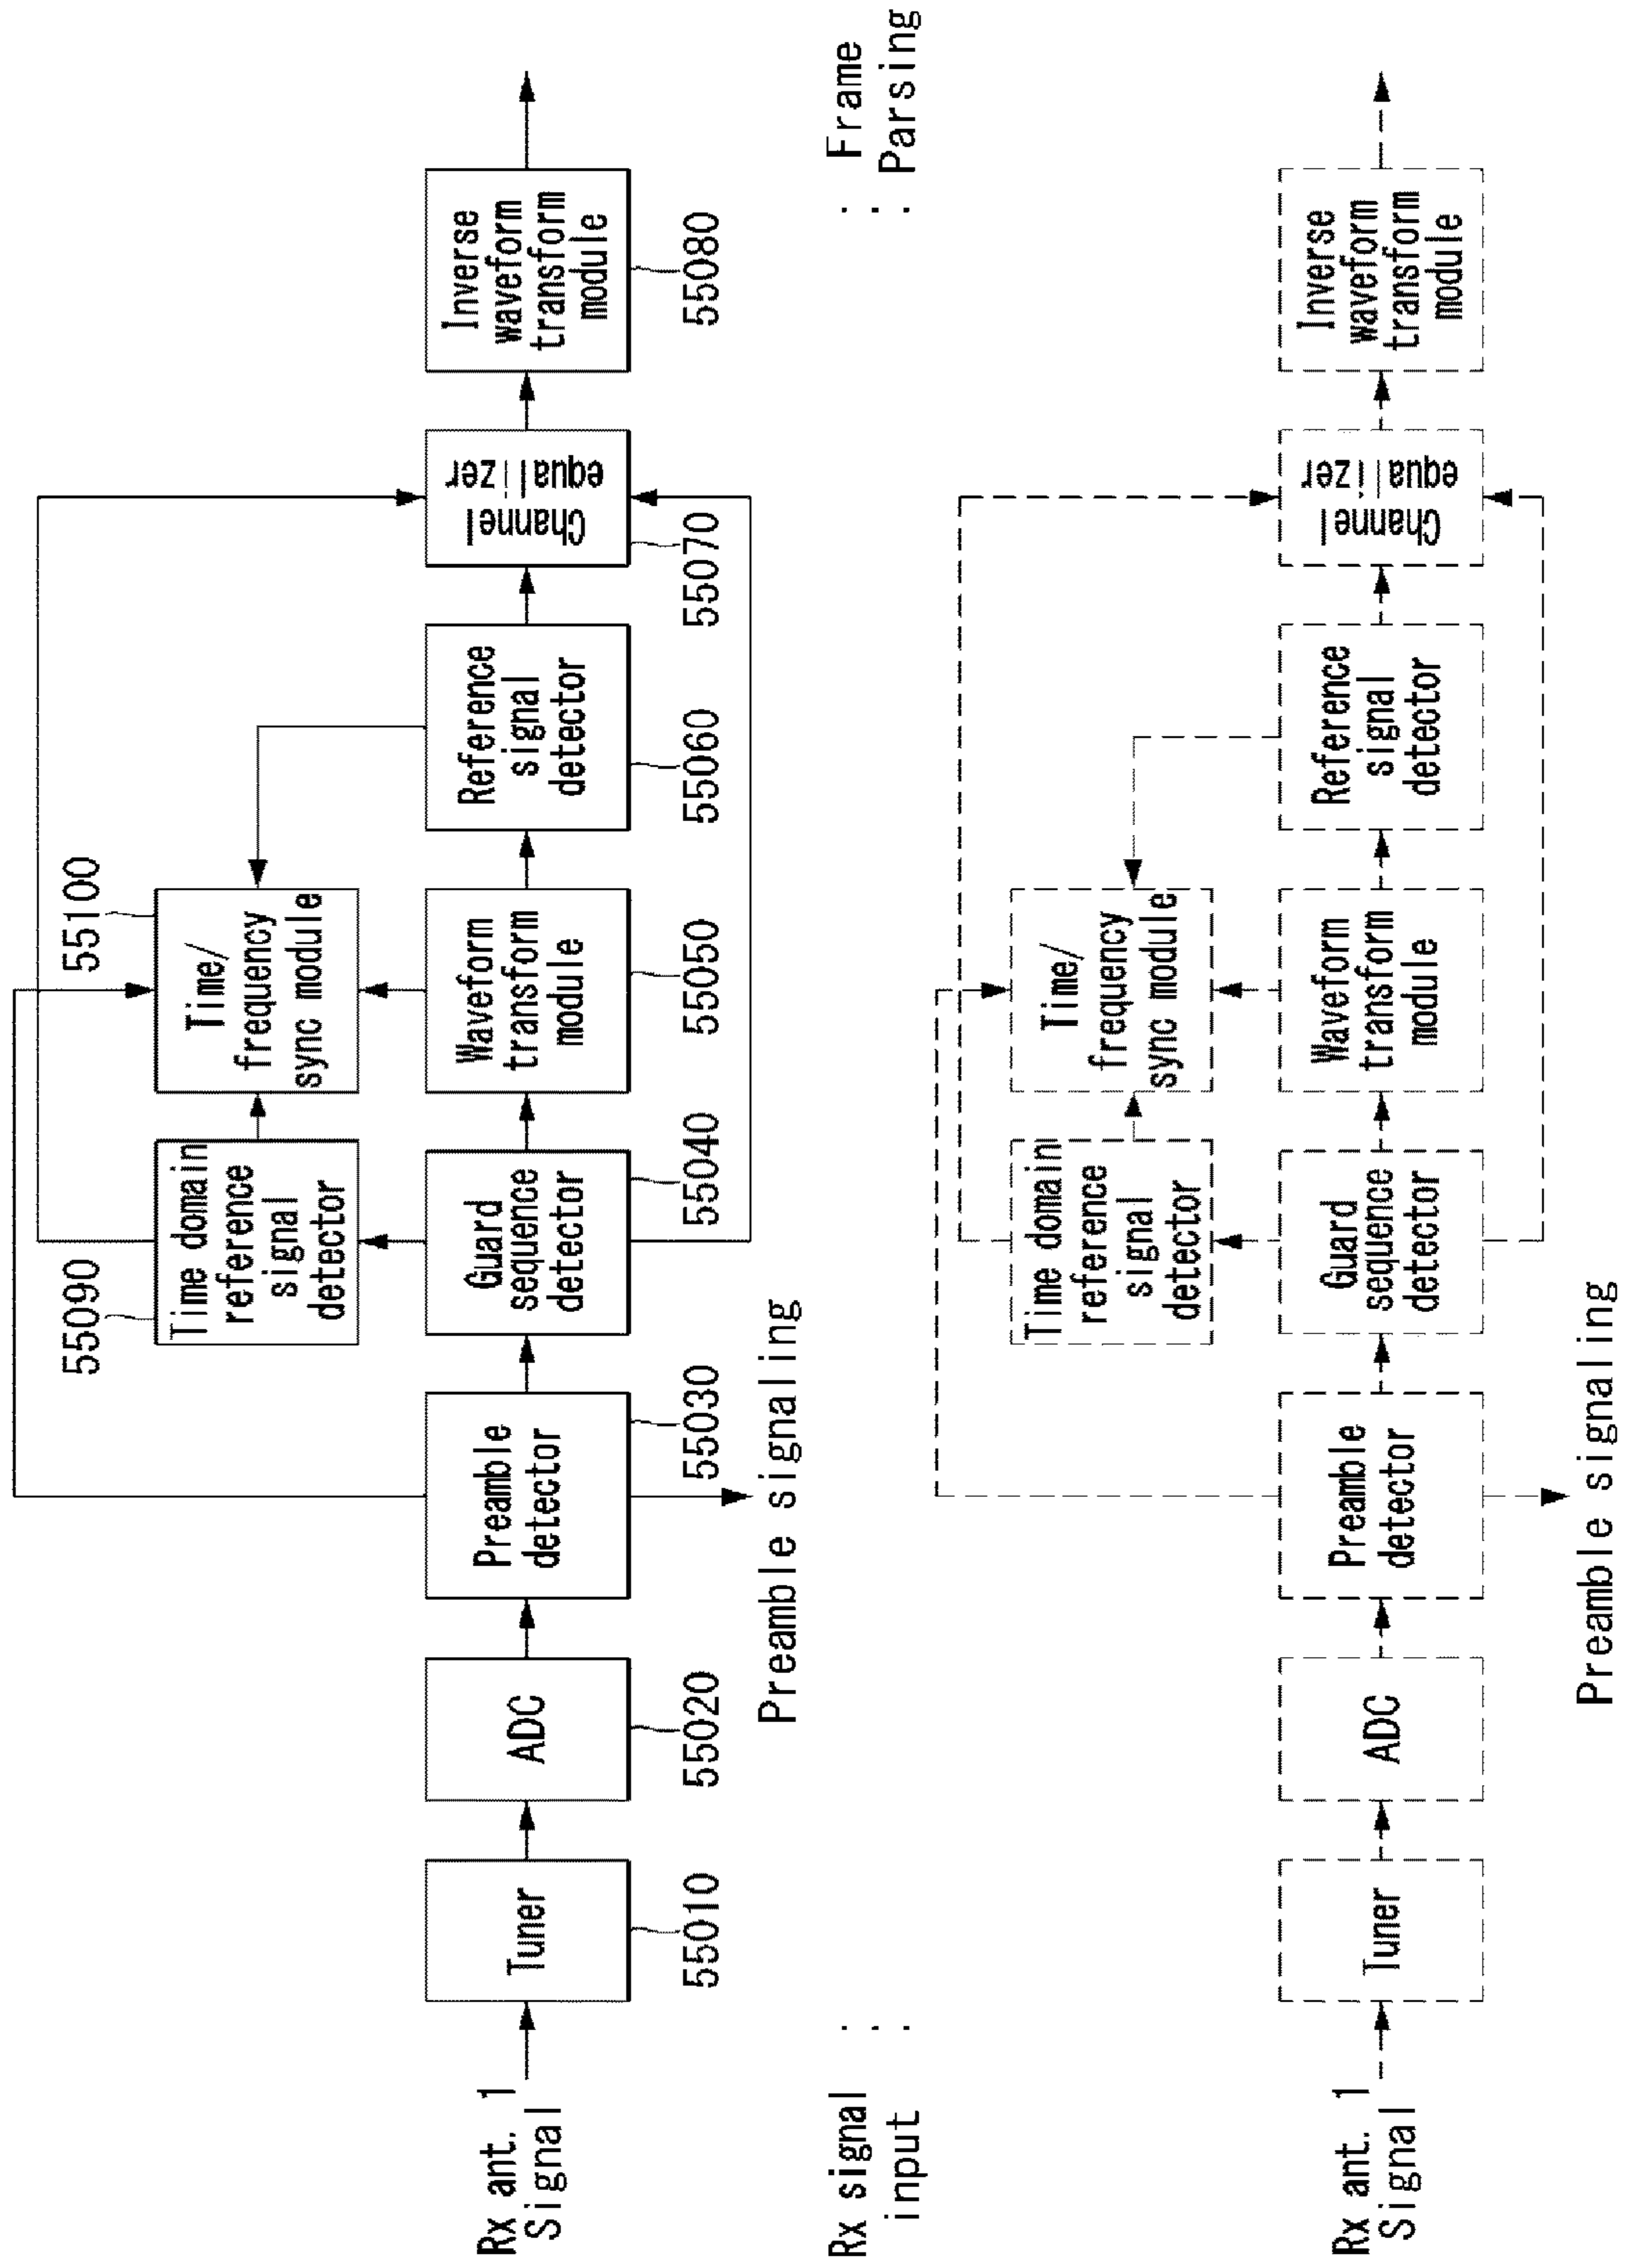 Rx ant. 1
Signal
Tuner
55010
ADC
55020
Preamble
detector
55030
Preamble signaling
Guard
sequence
detector
55040
Time domain
reference
signal
detector
55090
Time/
frequency
sync module
55100
Waveform
transform
module
55050
Reference
signal
detector
55060
Channel
equalizer
55070
Inverse
waveform
transform
module
55080
Rx signal
input
Frame
Parsing
Rx ant. 1
Signal
Tuner
ADC
Preamble
detector
Preamble signaling
Guard
sequence
detector
Time domain
reference
signal
detector
Time/
frequency
sync module
Waveform
transform
module
Reference
signal
detector
Channel
equalizer
Inverse
waveform
transform
module